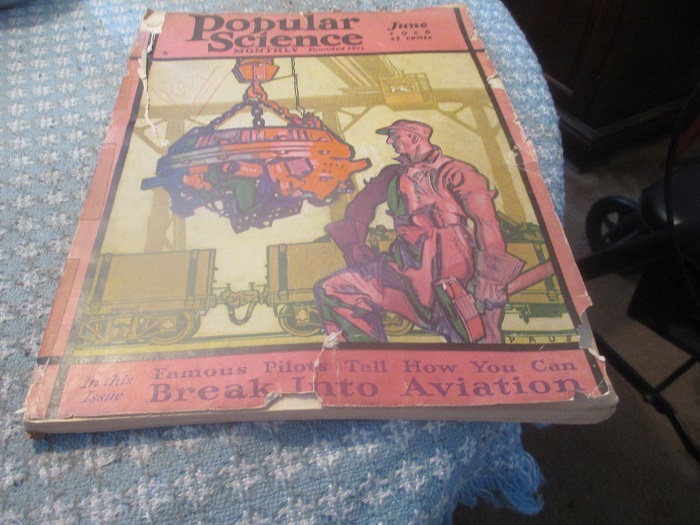 Popular
Science
MONTHLY Founded 1872
June
1928
25 cents
PAUS
In this
Issue
Famous Pilots Tell How You Can
Break Into Aviation